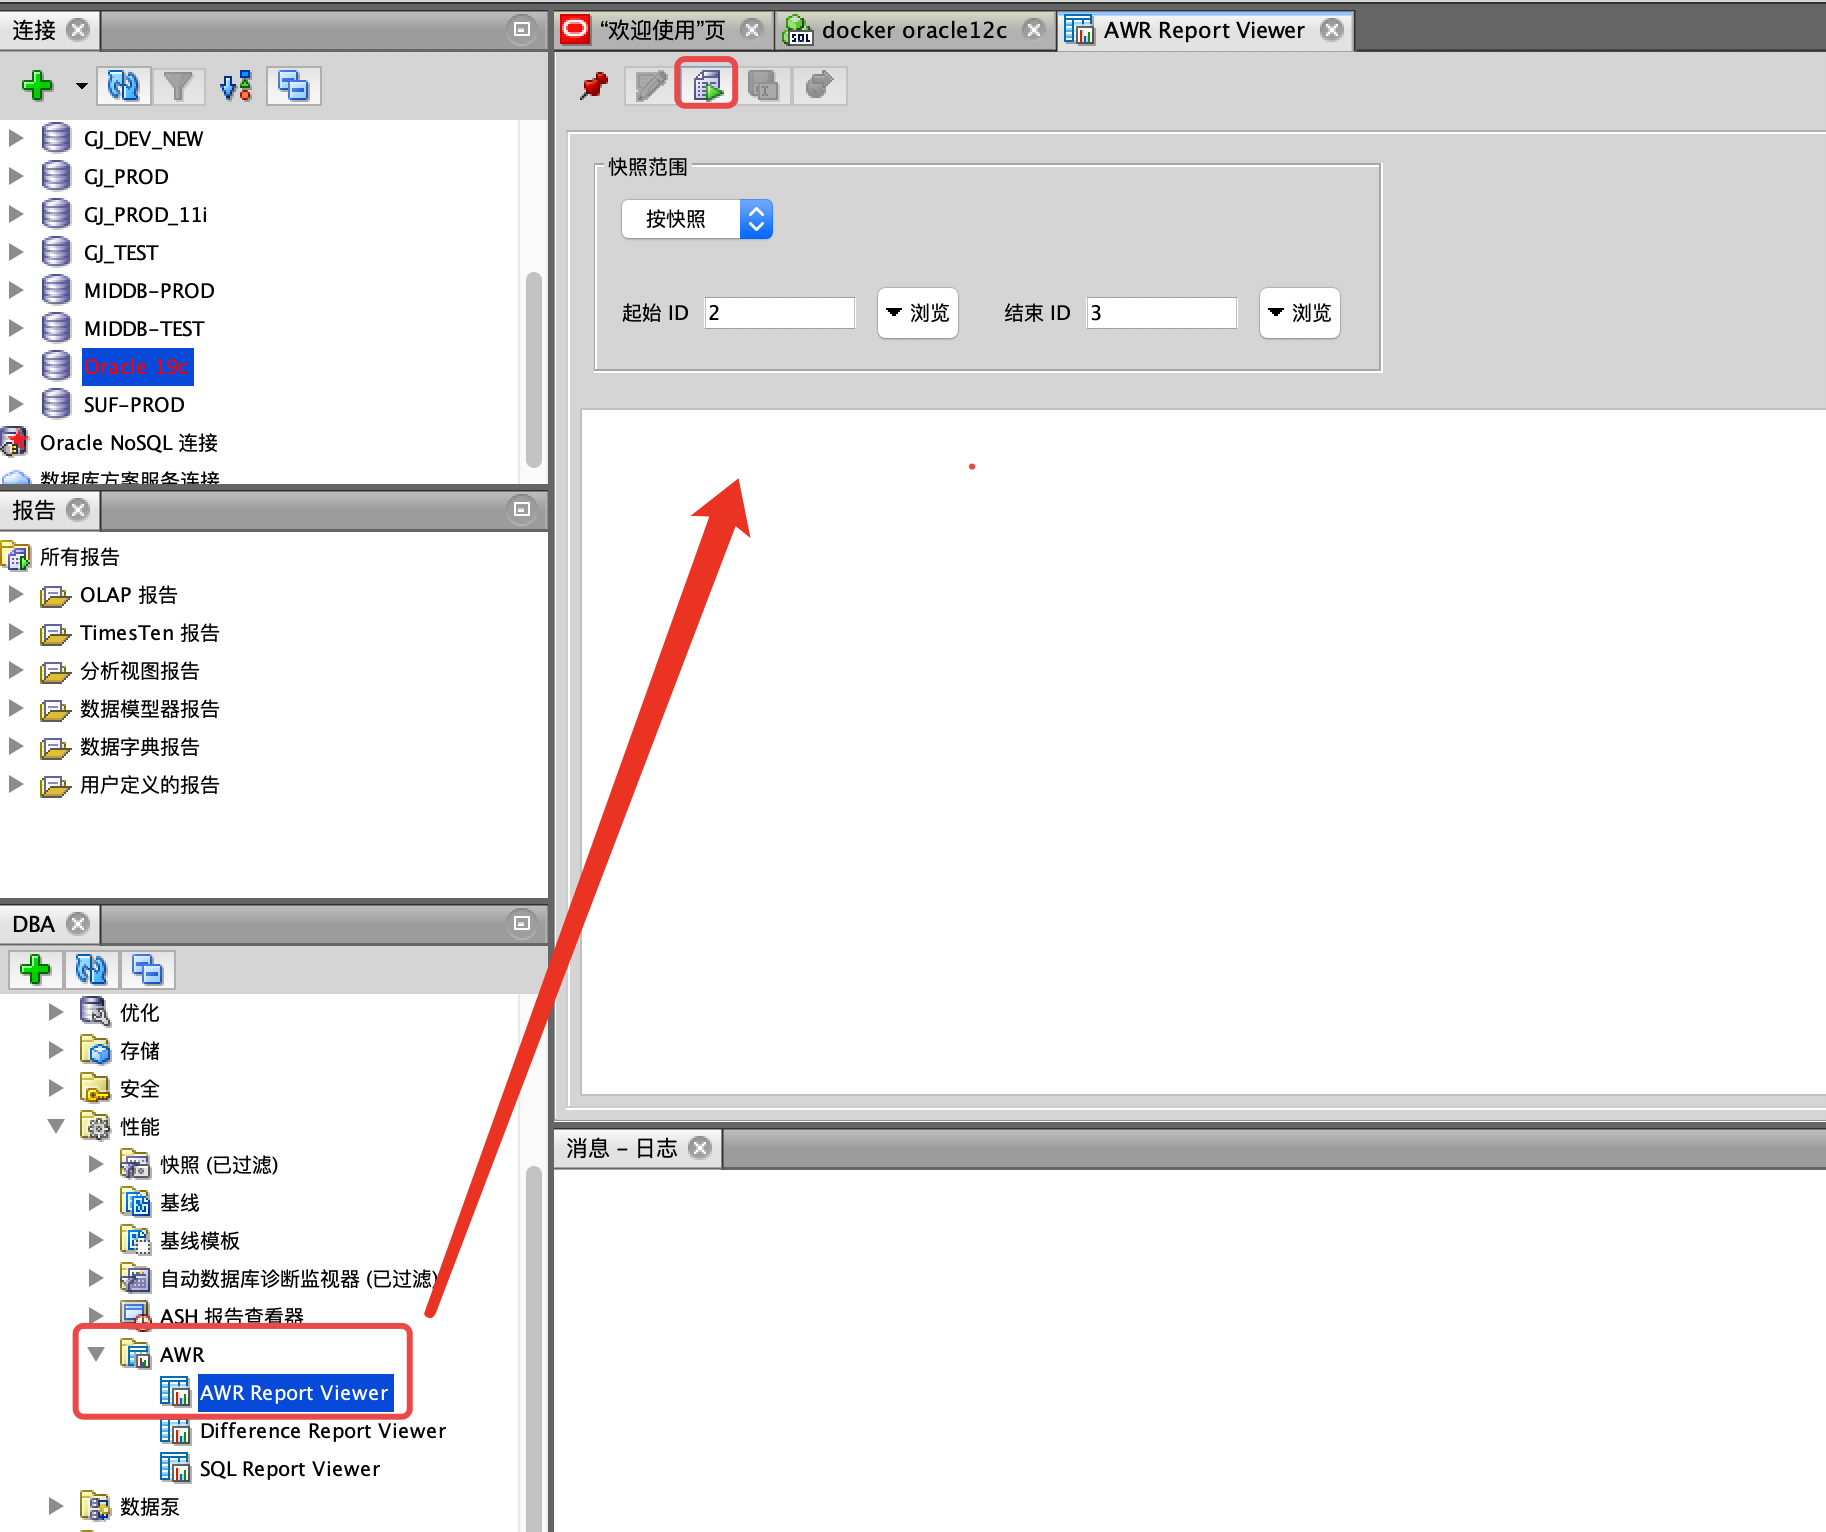 连接
GJ_DEV_NEW
GJ_PROD
GJ_PROD_11i
GJ_TEST
MIDDB-PROD
MIDDB-TEST
Oracle 19c
SUF-PROD
Oracle NoSQL 连接
数据库方案服务连接
报告
所有报告
OLAP 报告
TimesTen 报告
分析视图报告
数据模型器报告
数据字典报告
用户定义的报告
DBA
优化
存储
安全
性能
快照 (已过滤)
基线
基线模板
自动数据库诊断监视器 (已过滤)
ASH 报告查看器
AWR
AWR Report Viewer
Difference Report Viewer
SQL Report Viewer
数据泵
“欢迎使用”页
SQL
docker oracle12c
AWR Report Viewer
快照范围
按快照
起始 ID 2 浏览 结束 ID 3 浏览
消息 - 日志